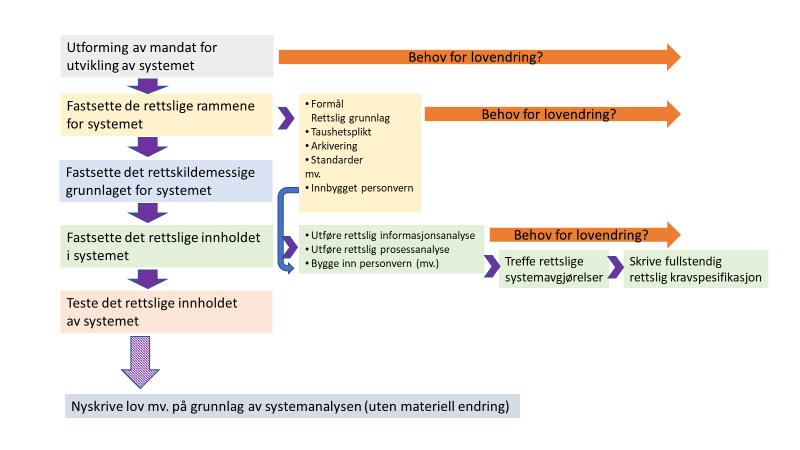 Utforming av mandat for
utvikling av systemet
Behov for lovendring?
Fastsette de rettslige rammene
for systemet
• Formål
Rettslig grunnlag
• Taushetsplikt
• Arkivering
• Standarder
mv.
• Innbygget personvern
Behov for lovendring?
Fastsette det rettskildemessige
grunnlaget for systemet
Fastsette det rettslige innholdet
i systemet
• Utføre rettslig informasjonsanalyse
• Utføre rettslig prosessanalyse
• Bygge inn personvern (mv.)
Behov for lovendring?
Treffe rettslige
systemavgjørelser
Skrive fullstendig
rettslig kravspesifikasjon
Teste det rettslige innholdet
av systemet
Nyskrive lov mv. på grunnlag av systemanalysen (uten materiell endring)